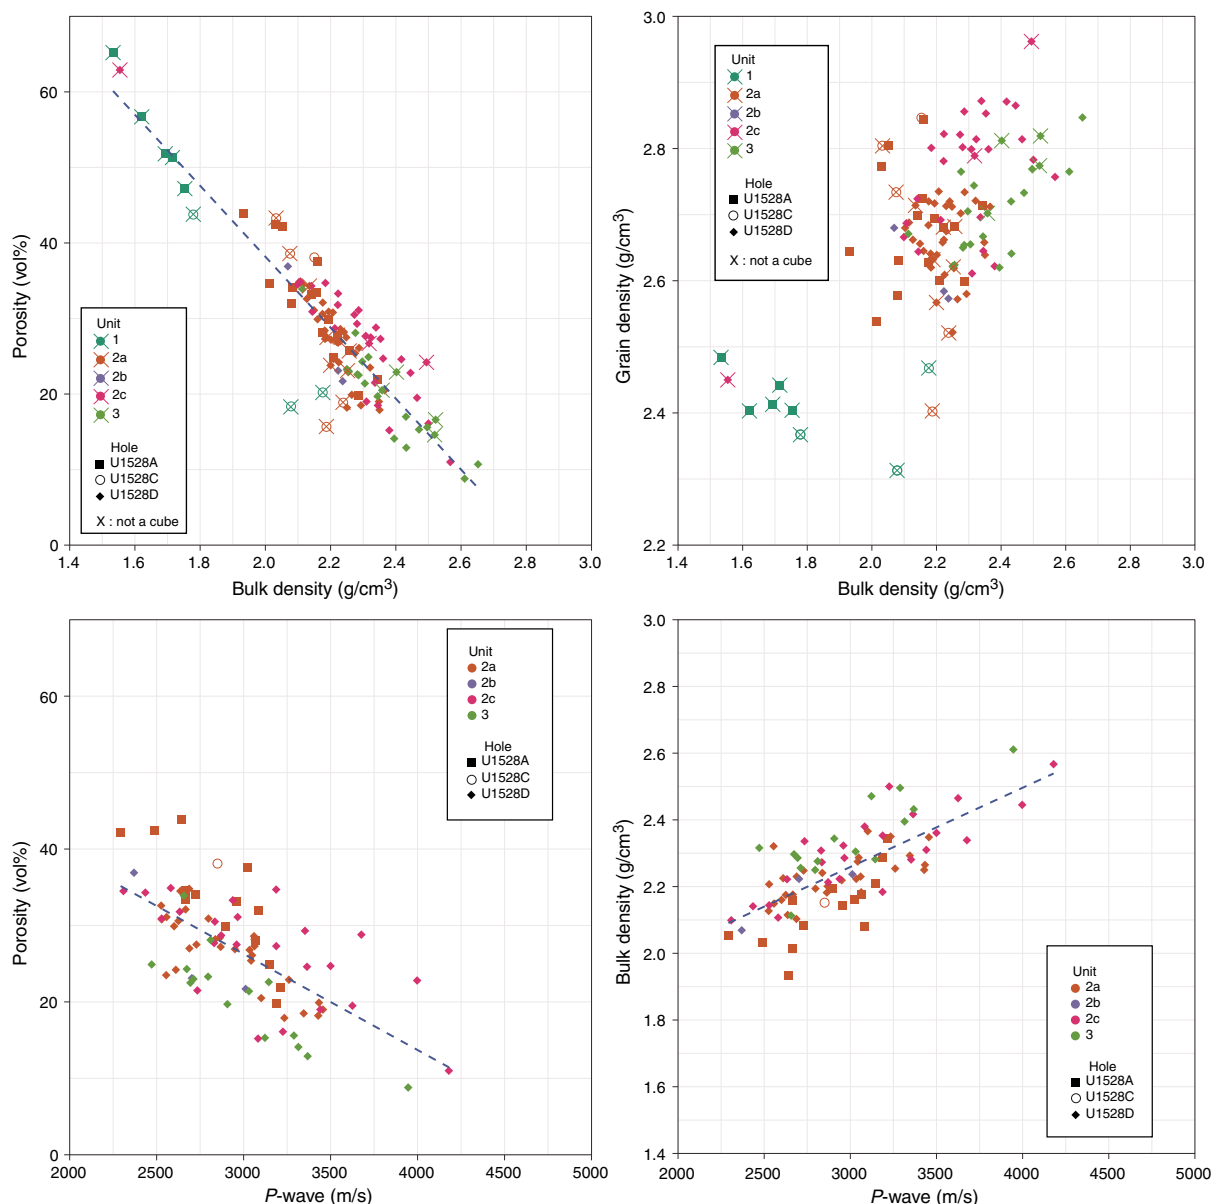 Porosity (vol%)
60
40
20
0
1.4
1.6
1.8
2.0
2.2
2.4
2.6
2.8
3.0
Bulk density (g/cm3)
Unit
1
2a
2b
2c
3
Hole
U1528A
U1528C
U1528D
X : not a cube
Grain density (g/cm3)
3.0
2.8
2.6
2.4
2.2
1.4
1.6
1.8
2.0
2.2
2.4
2.6
2.8
3.0
Bulk density (g/cm3)
Unit
1
2a
2b
2c
3
Hole
U1528A
U1528C
U1528D
X : not a cube
Porosity (vol%)
60
40
20
0
2000
2500
3000
3500
4000
4500
5000
P-wave (m/s)
Unit
2a
2b
2c
3
Hole
U1528A
U1528C
U1528D
Bulk density (g/cm3)
3.0
2.8
2.6
2.4
2.2
2.0
1.8
1.6
1.4
2000
2500
3000
3500
4000
4500
5000
P-wave (m/s)
Unit
2a
2b
2c
3
Hole
U1528A
U1528C
U1528D